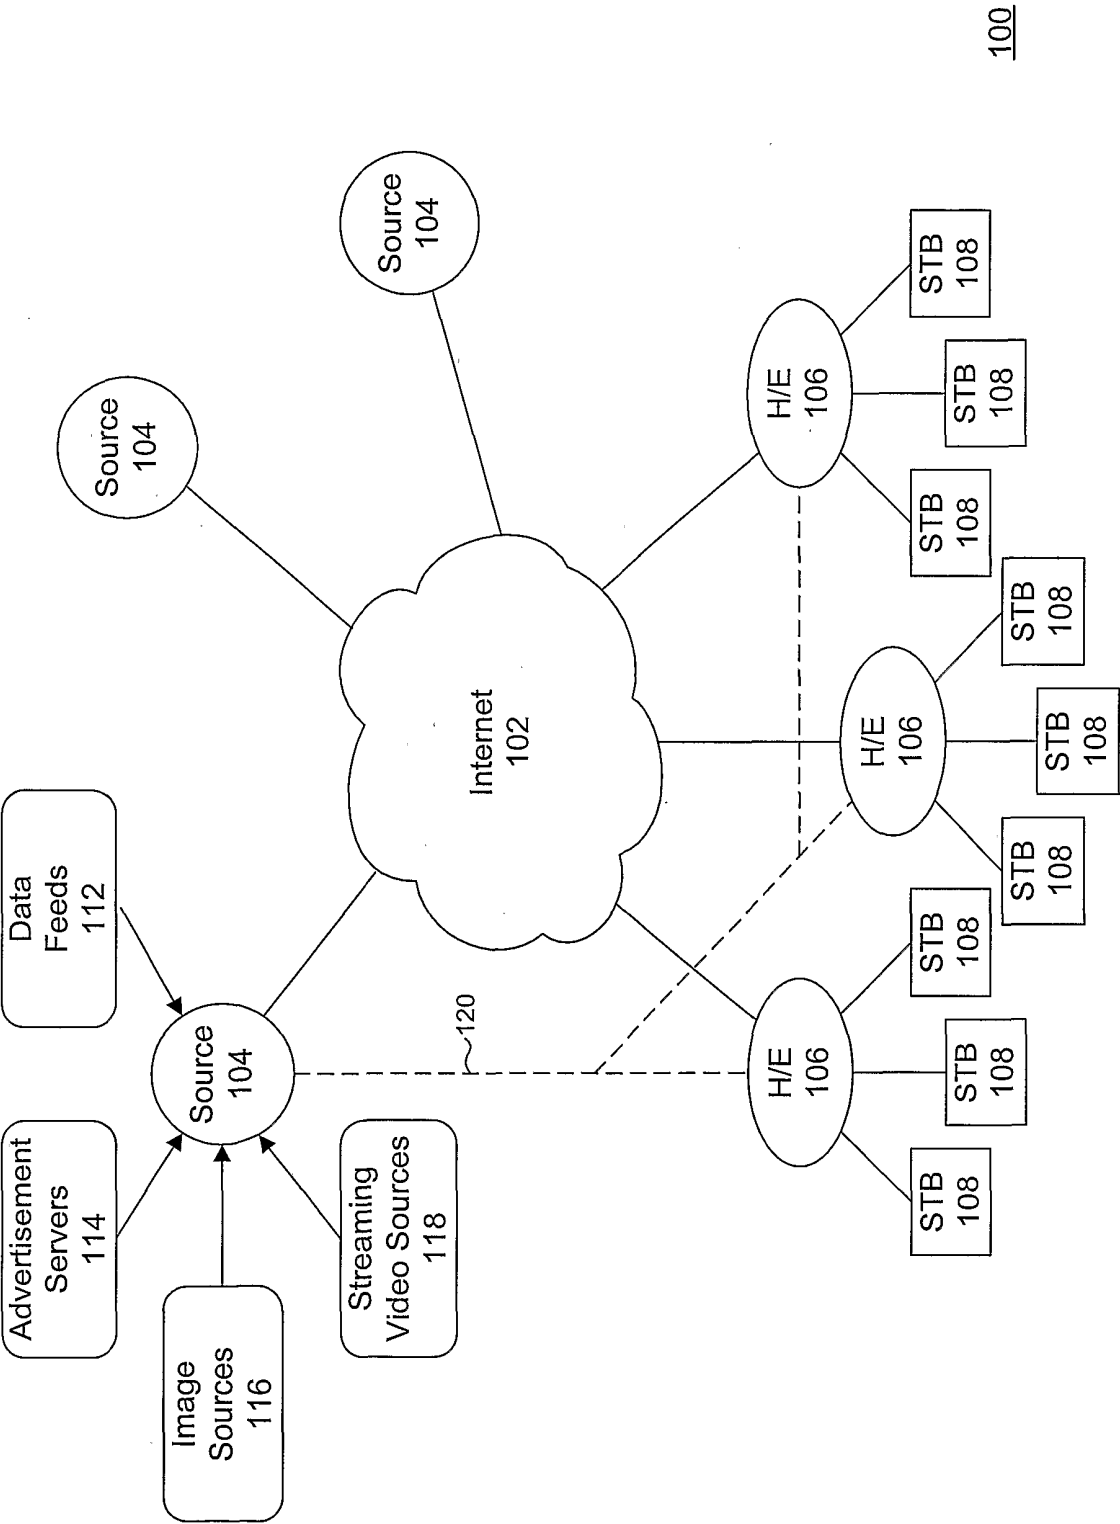 Advertisement
Servers
114
Data
Feeds
112
Source
104
Image
Sources
116
Source
104
Streaming
Video Sources
118
Source
104
120
Internet
102
H/E
106
H/E
106
H/E
106
STB
108
STB
108
STB
108
STB
108
STB
108
STB
108
STB
108
STB
108
STB
108
100